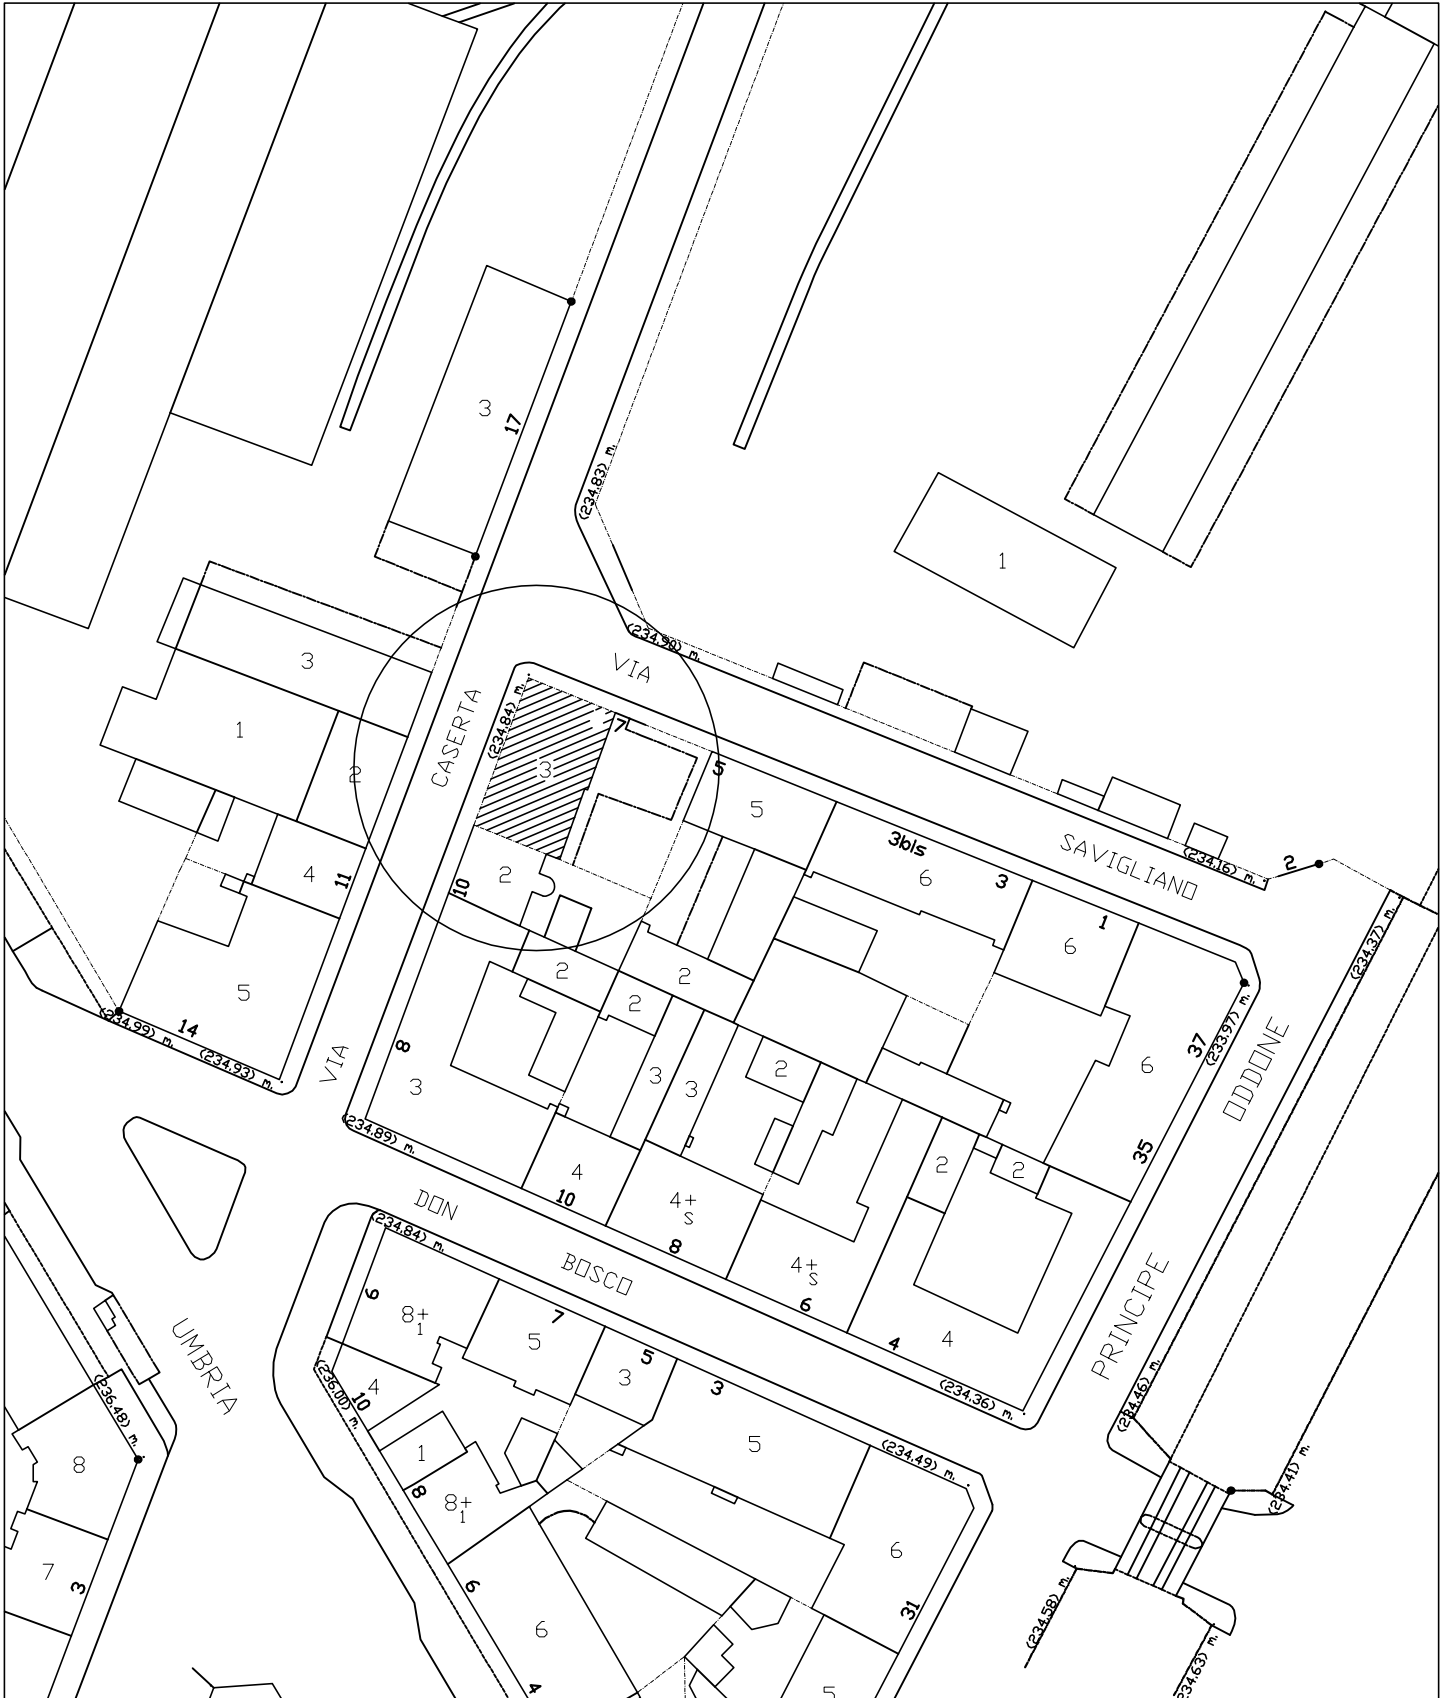 3
17
(234.83) m.
1
3
1
2
VIA
(234.90) m.
CASERTA
(234.84) m.
3
7
5
5
3bis
6
3
SAVIGLIANO
(234.16) m.
2
4
11
10
2
1
6
(234.37) m.
5
14
(234.99) m.
(234.93) m.
2
2
2
37
(233.97) m.
ODDONE
VIA
8
3
3
3
2
6
35
(234.89) m.
4
10
4+
S
8
4+
S
6
2
2
4
4
DON
(234.84) m.
BOSCO
PRINCIPE
(234.36) m.
UMBRIA
6
8+
1
7
5
5
3
3
5
(234.49) m.
(234.46) m.
(234.41) m.
4
10
(236.00) m.
(236.48) m.
8
1
8
8+
1
7
3
6
6
4
6
31
5
(234.58) m.
(234.63) m.